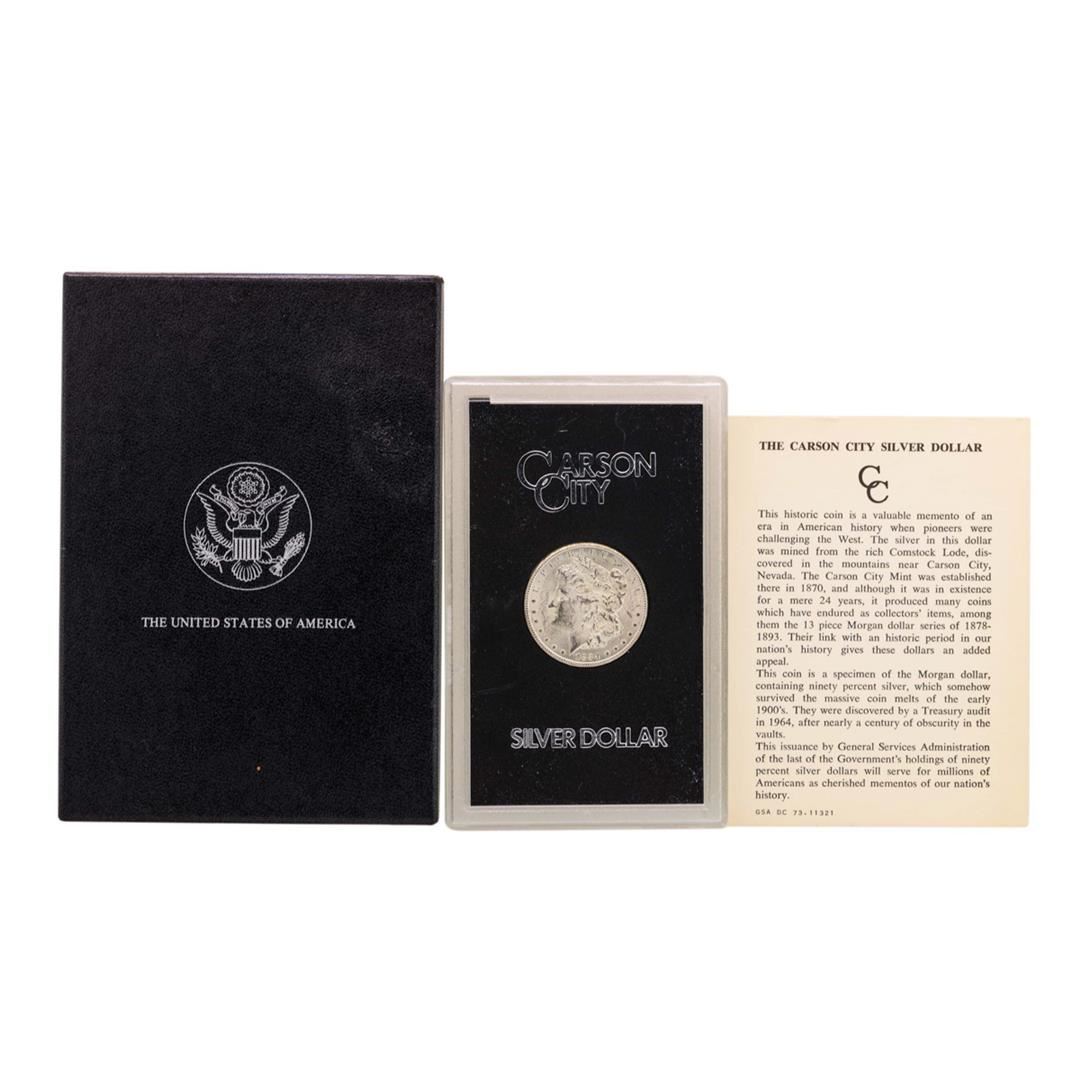 THE UNITED STATES OF AMERICA
CARSON
CITY
SILVER DOLLAR
THE CARSON CITY SILVER DOLLAR
CC
This historic coin is a valuable memento of an
era in American history when pioneers were
challenging the West. The silver in this dollar
was mined from the rich Comstock Lode, dis-
covered in the mountains near Carson City,
Nevada. The Carson City Mint was established
there in 1870, and although it was in existence
for a mere 24 years, it produced many coins
which have endured as collectors' items, among
them the 13 piece Morgan dollar series of 1878-
1893. Their link with an historic period in our
nation's history gives these dollars an added
appeal.
This coin is a specimen of the Morgan dollar,
containing ninety percent silver, which somehow
survived the massive coin melts of the early
1900's. They were discovered by a Treasury audit
in 1964, after nearly a century of obscurity in the
vaults.
This issuance by General Services Administration
of the last of the Government's holdings of ninety
percent silver dollars will serve for millions of
Americans as cherished mementos of our nation's
history.
GSA DC 73-11321